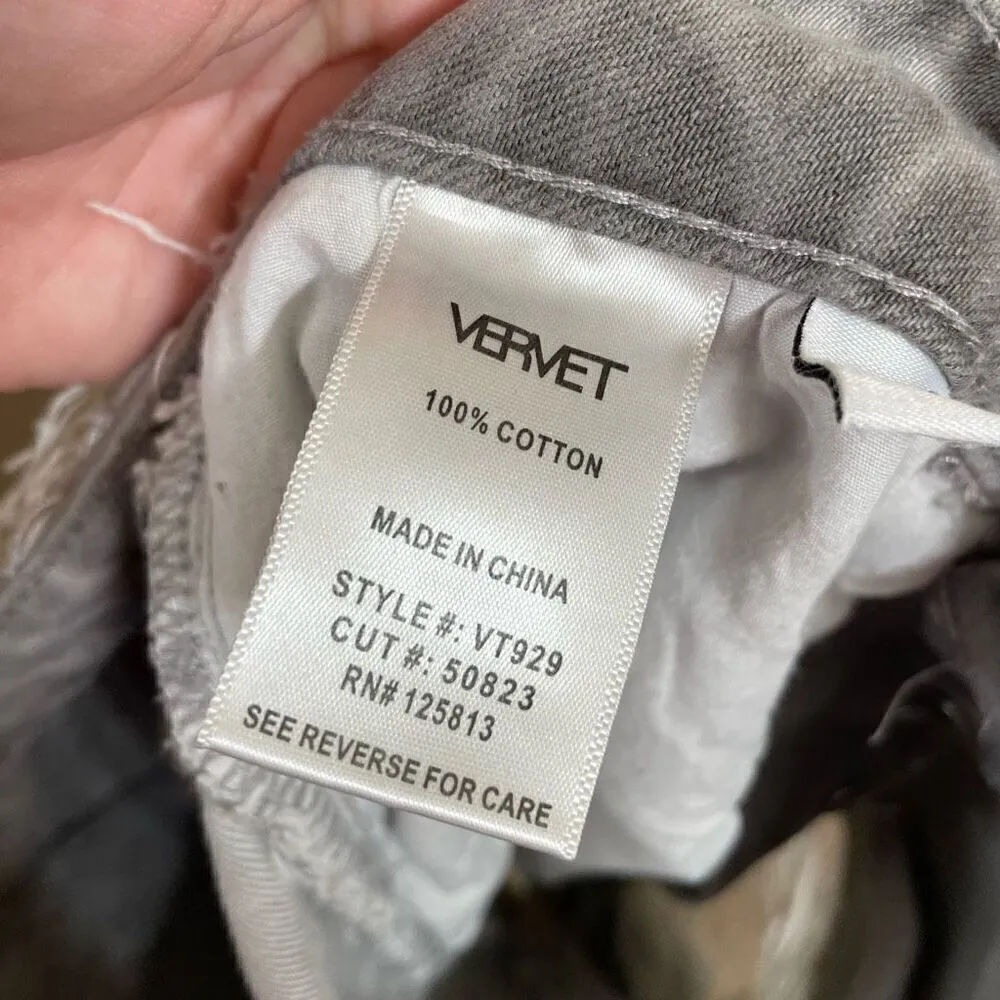 VERVET
100% COTTON
MADE IN CHINA
STYLE #: VT929
CUT #: 50823
RN# 125813
SEE REVERSE FOR CARE